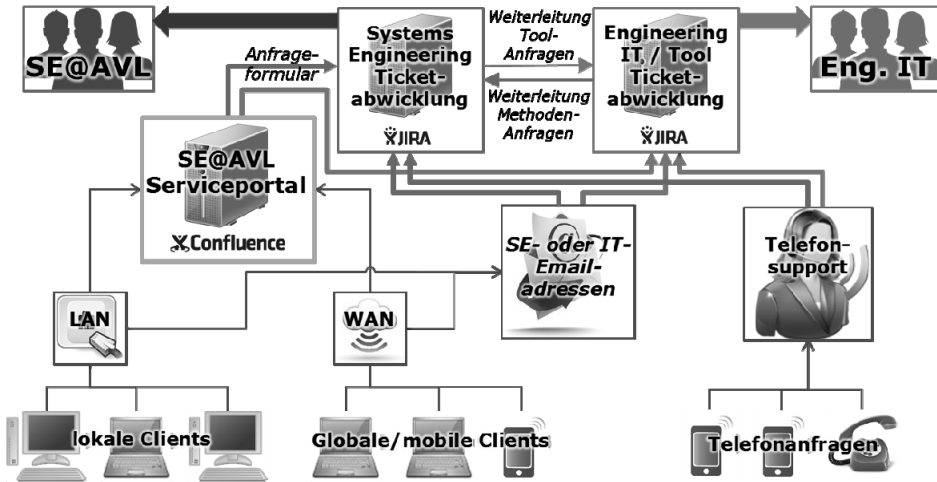 SE@AVL
Anfrage-
formular
Systems
Engineering
Ticket-
abwicklung
JIRA
Weiterleitung
Tool-
Anfragen
Weiterleitung
Methoden-
Anfragen
Engineering
IT / Tool
Ticket-
abwicklung
JIRA
Eng. IT
SE@AVL
Serviceportal
Confluence
SE- oder IT-
Email-
adressen
Telefon-
support
LAN
WAN
lokale Clients
Globale/mobile Clients
Telefonanfragen